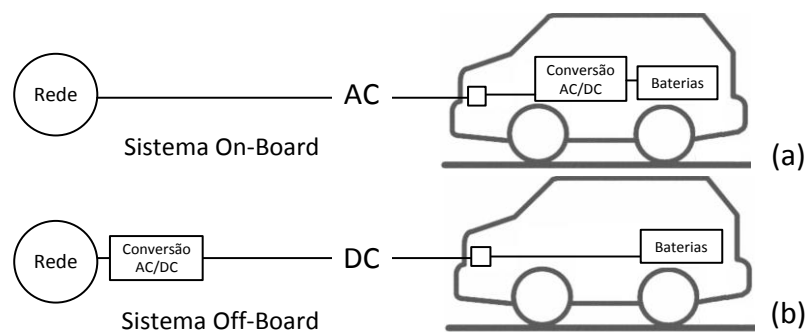 Rede
AC
Conversão
AC/DC
Baterias
Sistema On-Board
(a)
Rede
Conversão
AC/DC
DC
Baterias
Sistema Off-Board
(b)